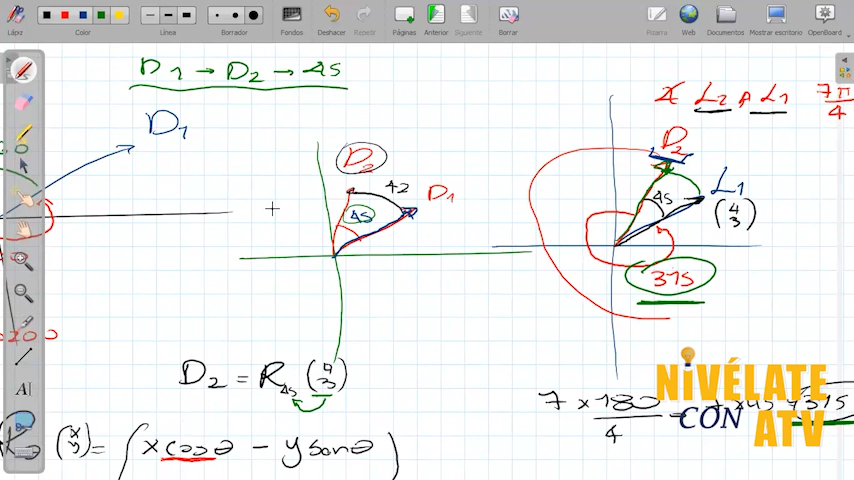 Lápiz
Color
Línea
Borrador
Fondos
Deshacer
Repetir
Páginas
Anterior
Siguiente
Borrar
Pizarra
Web
Documentos
Mostrar escritorio
OpenBoard
D1 → D2 → 45
D1
D2
42
45
D1
∡ L2 ∧ L1
7π/4
D2
L1
45
(4 3)
315
D2 = R45 (4 3)
7 × 180 / 4 =
315
(x y) = (x cos θ - y sen θ)
NIVÉLATE
CON
ATV